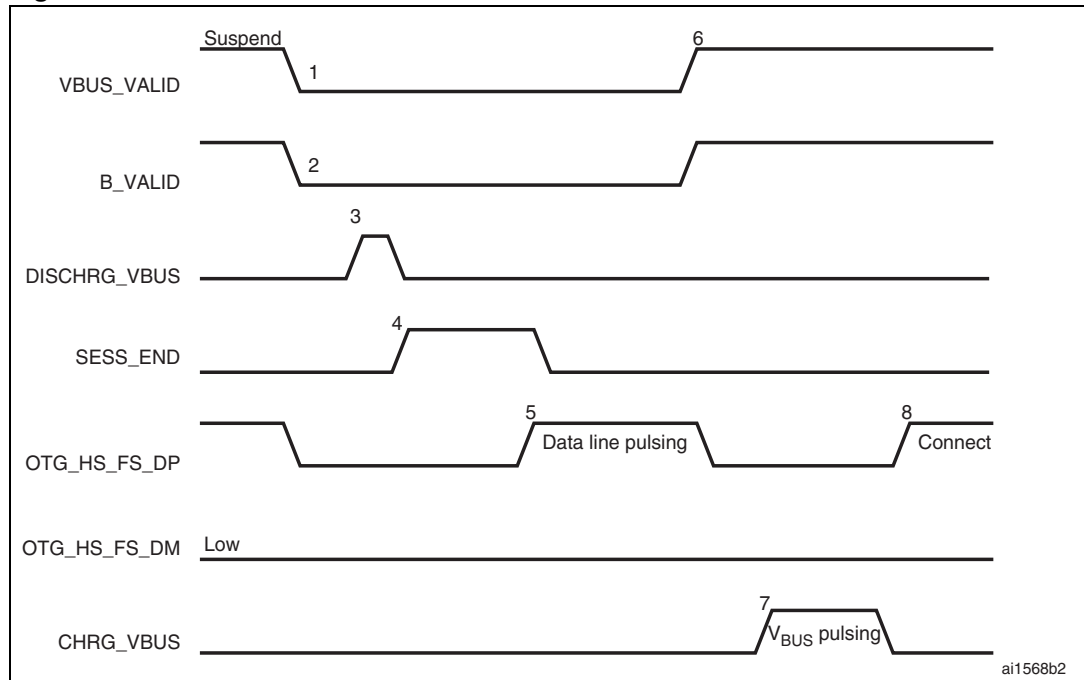 Suspend
6
VBUS_VALID
1
B_VALID
2
3
DISCHRG_VBUS
4
SESS_END
5
8
Data line pulsing
Connect
OTG_HS_FS_DP
OTG_HS_FS_DM
Low
7
CHRG_VBUS
VBUS pulsing
ai1568b2